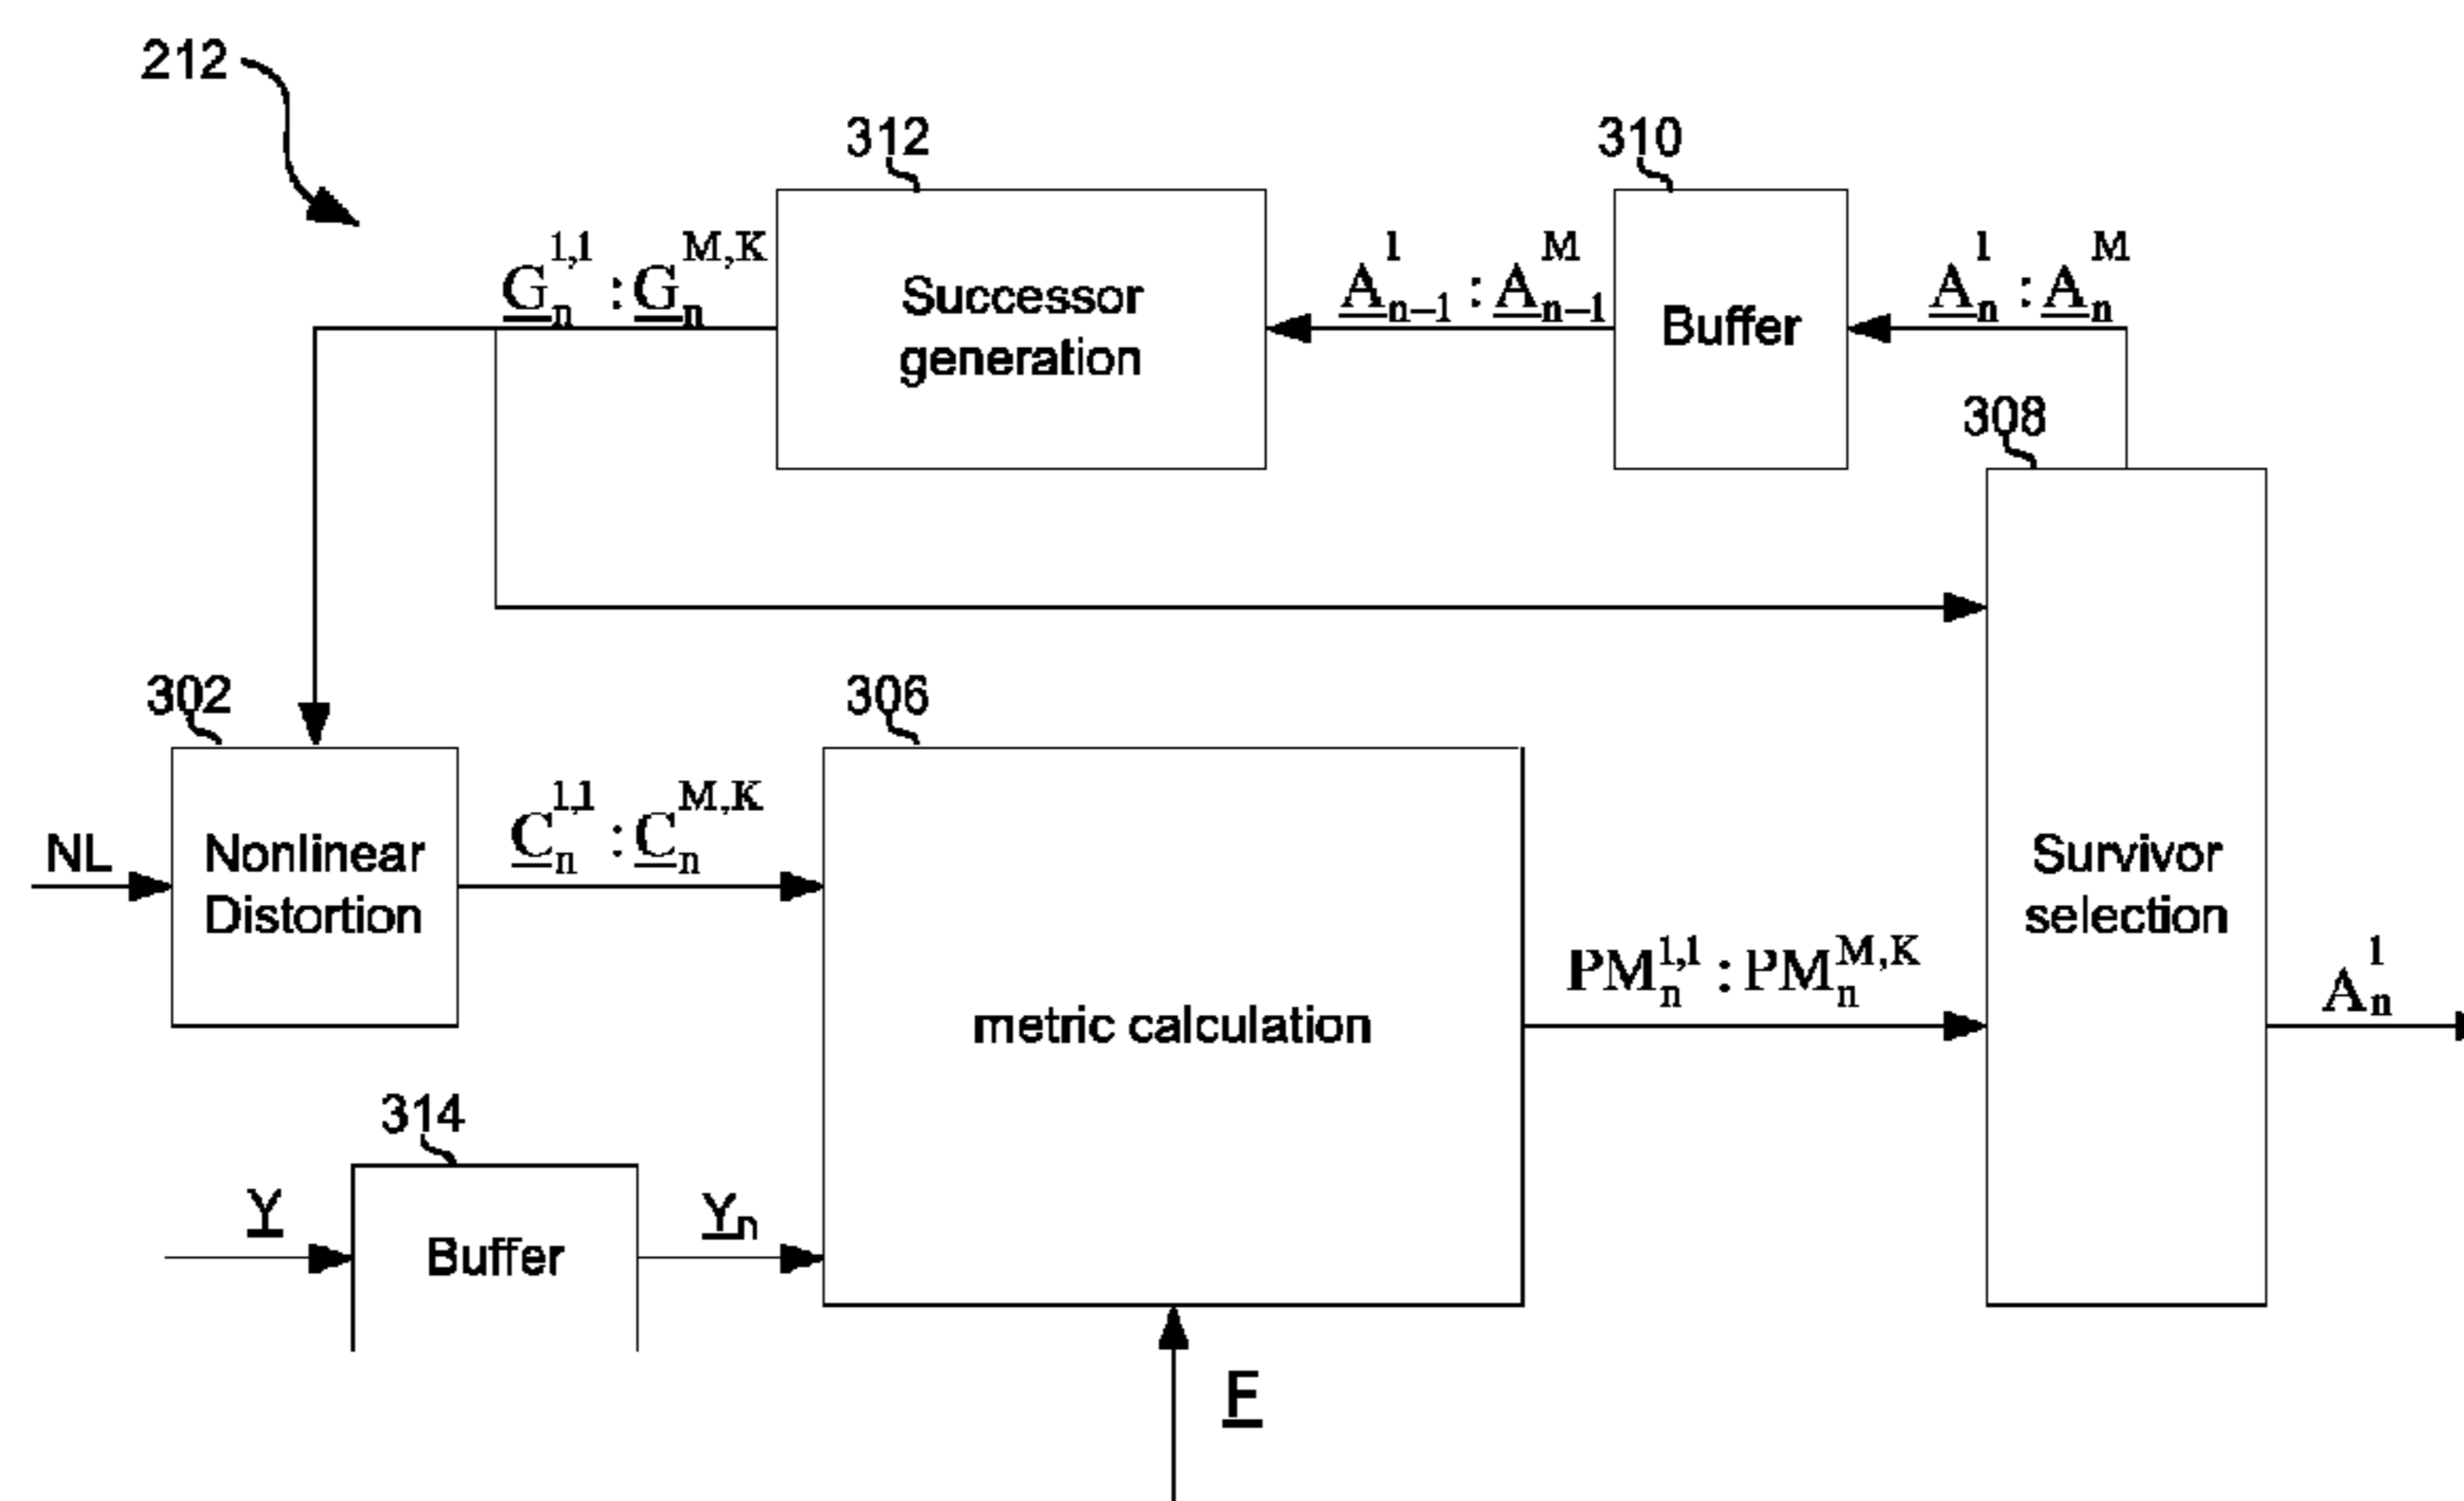 212
312
310
G_n^{1,1} : G_n^{M,K}
Successor
generation
A_{n-1}^1 : A_{n-1}^M
Buffer
A_n^1 : A_n^M
308
302
306
NL
Nonlinear
Distortion
C_n^{1,1} : C_n^{M,K}
metric calculation
PM_n^{1,1} : PM_n^{M,K}
Survivor
selection
A_n^1
314
Y
Buffer
Y_n
F